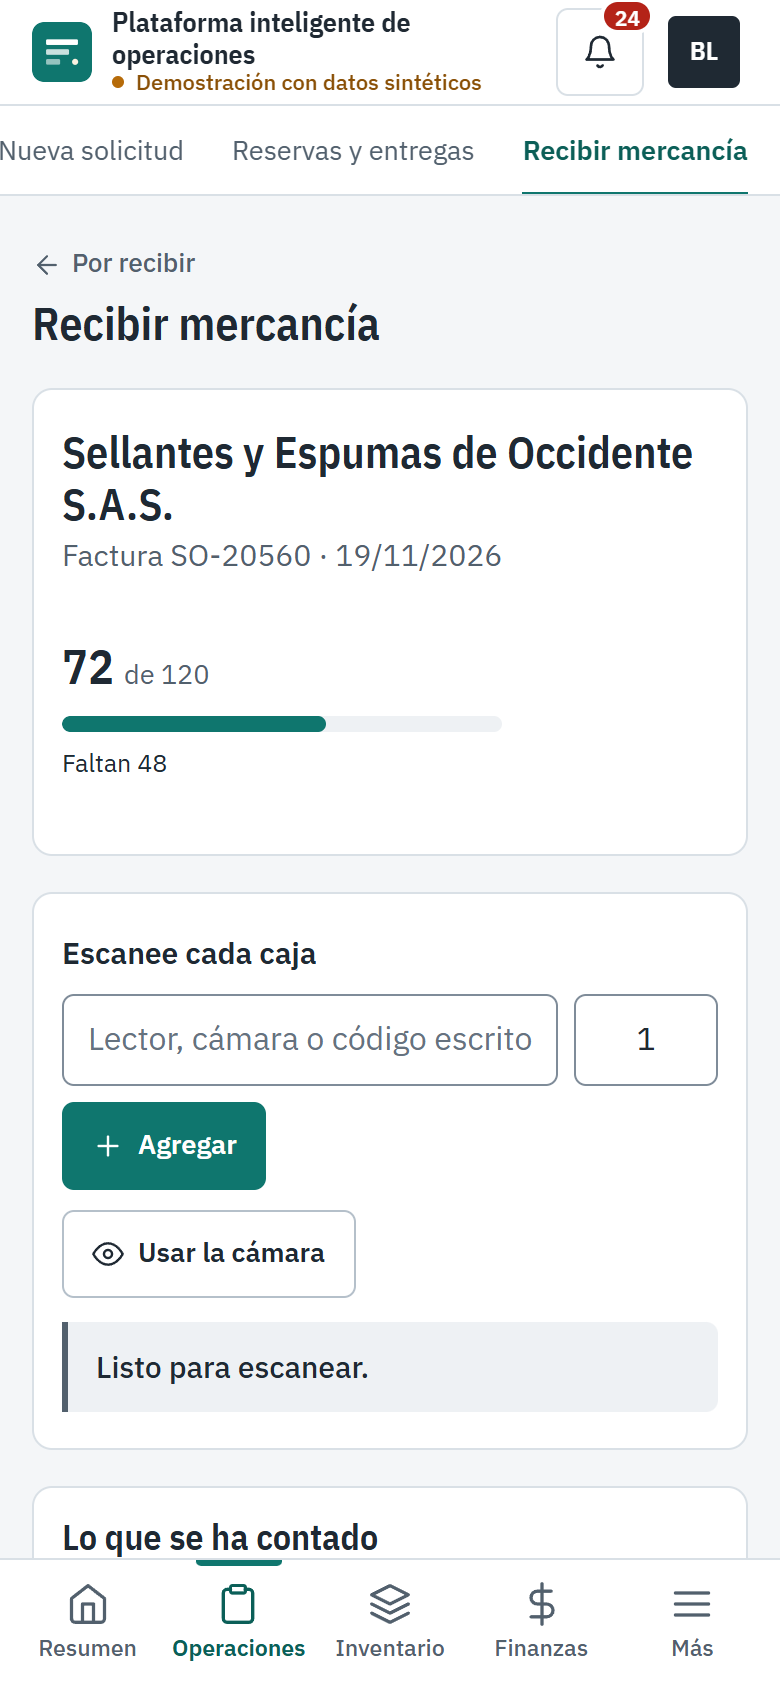 Plataforma inteligente de
operaciones
Demostración con datos sintéticos
24
BL
Nueva solicitud
Reservas y entregas
Recibir mercancía
Por recibir
Recibir mercancía
Sellantes y Espumas de Occidente
S.A.S.
Factura SO-20560 · 19/11/2026
72 de 120
Faltan 48
Escanee cada caja
Lector, cámara o código escrito
1
Agregar
Usar la cámara
Listo para escanear.
Lo que se ha contado
Resumen
Operaciones
Inventario
Finanzas
Más